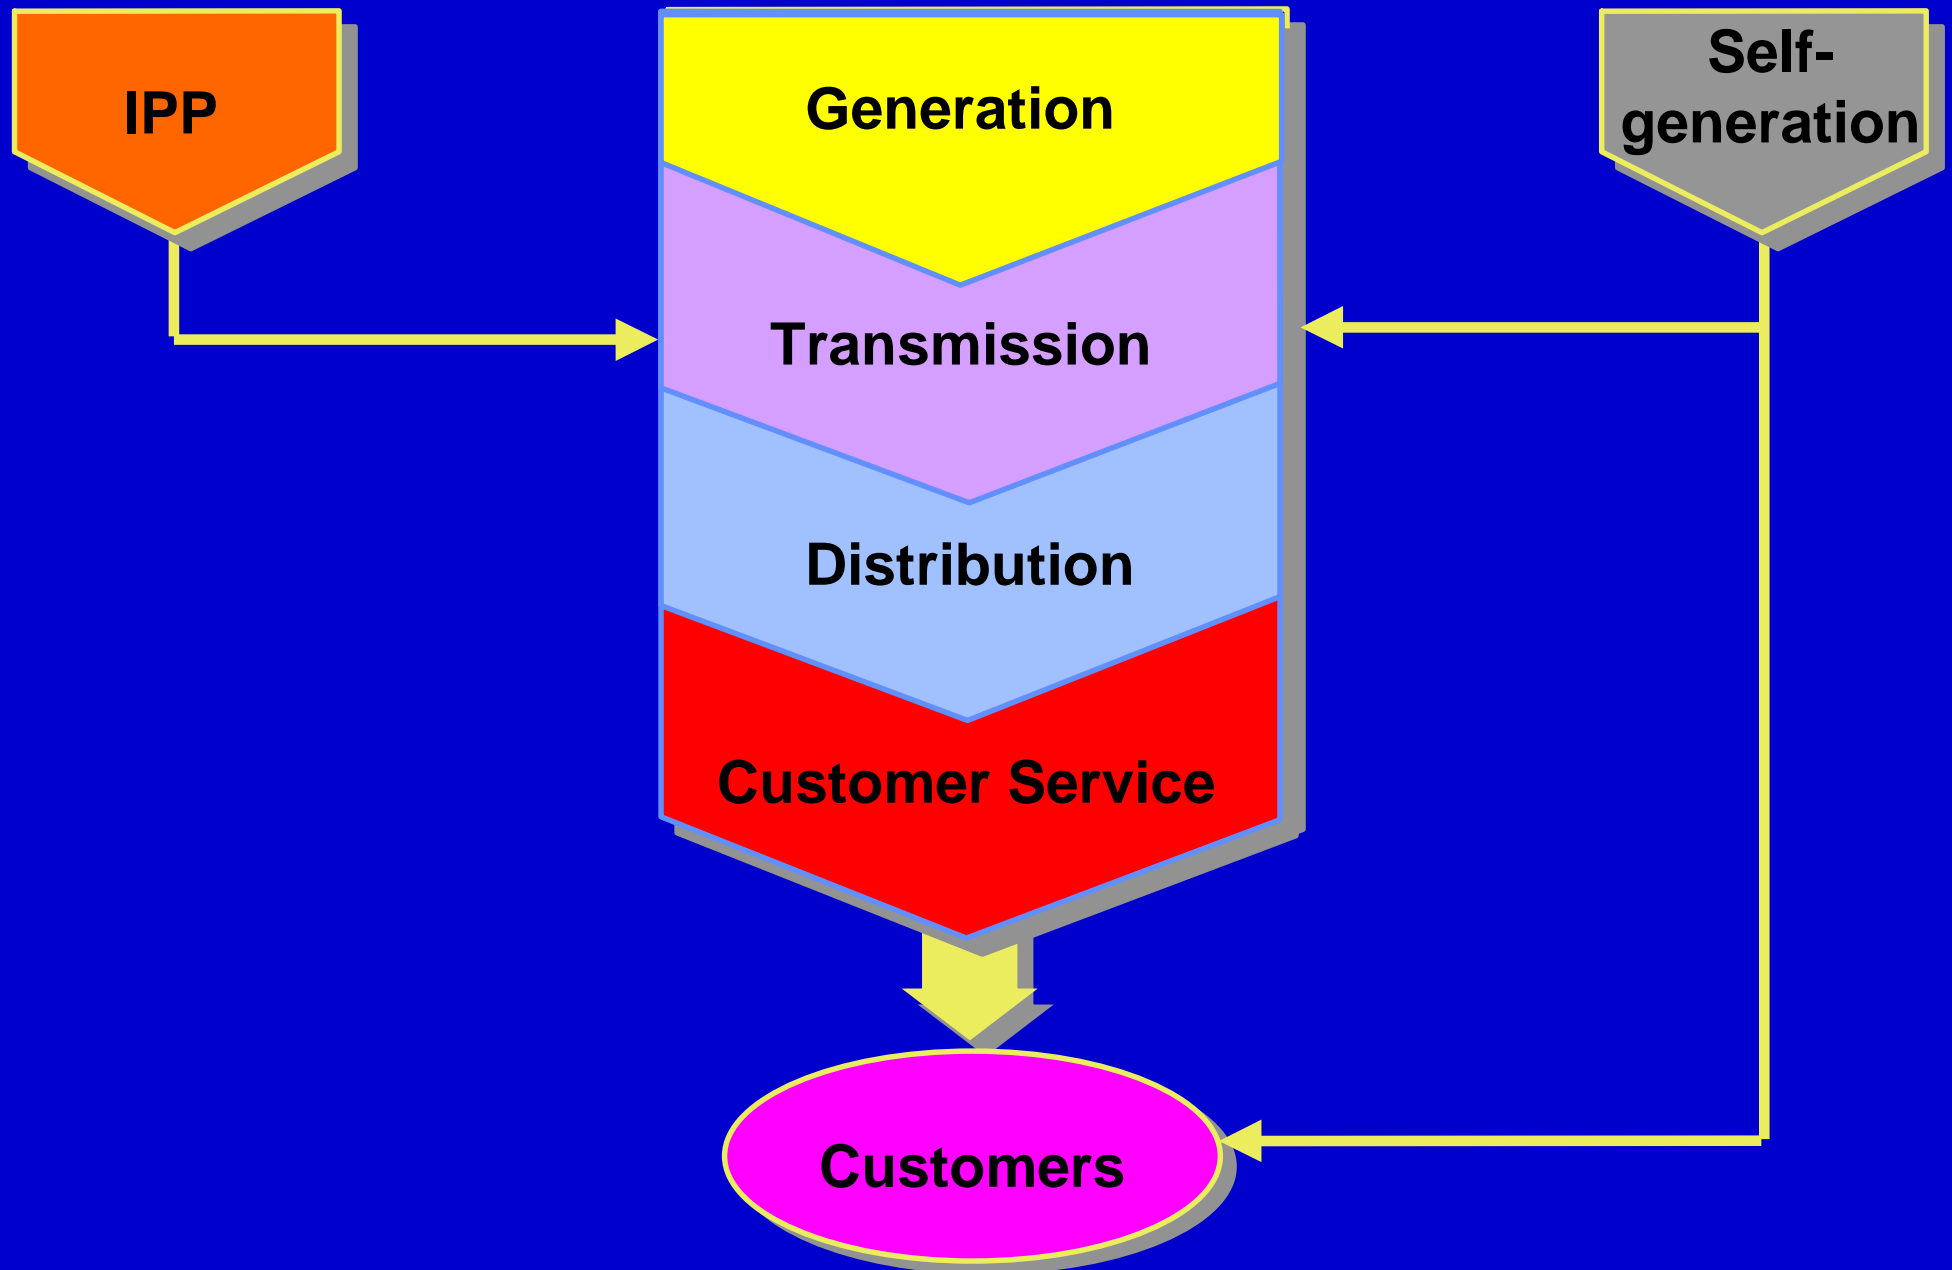 IPP
Generation
Self-
generation
Transmission
Distribution
Customer Service
Customers